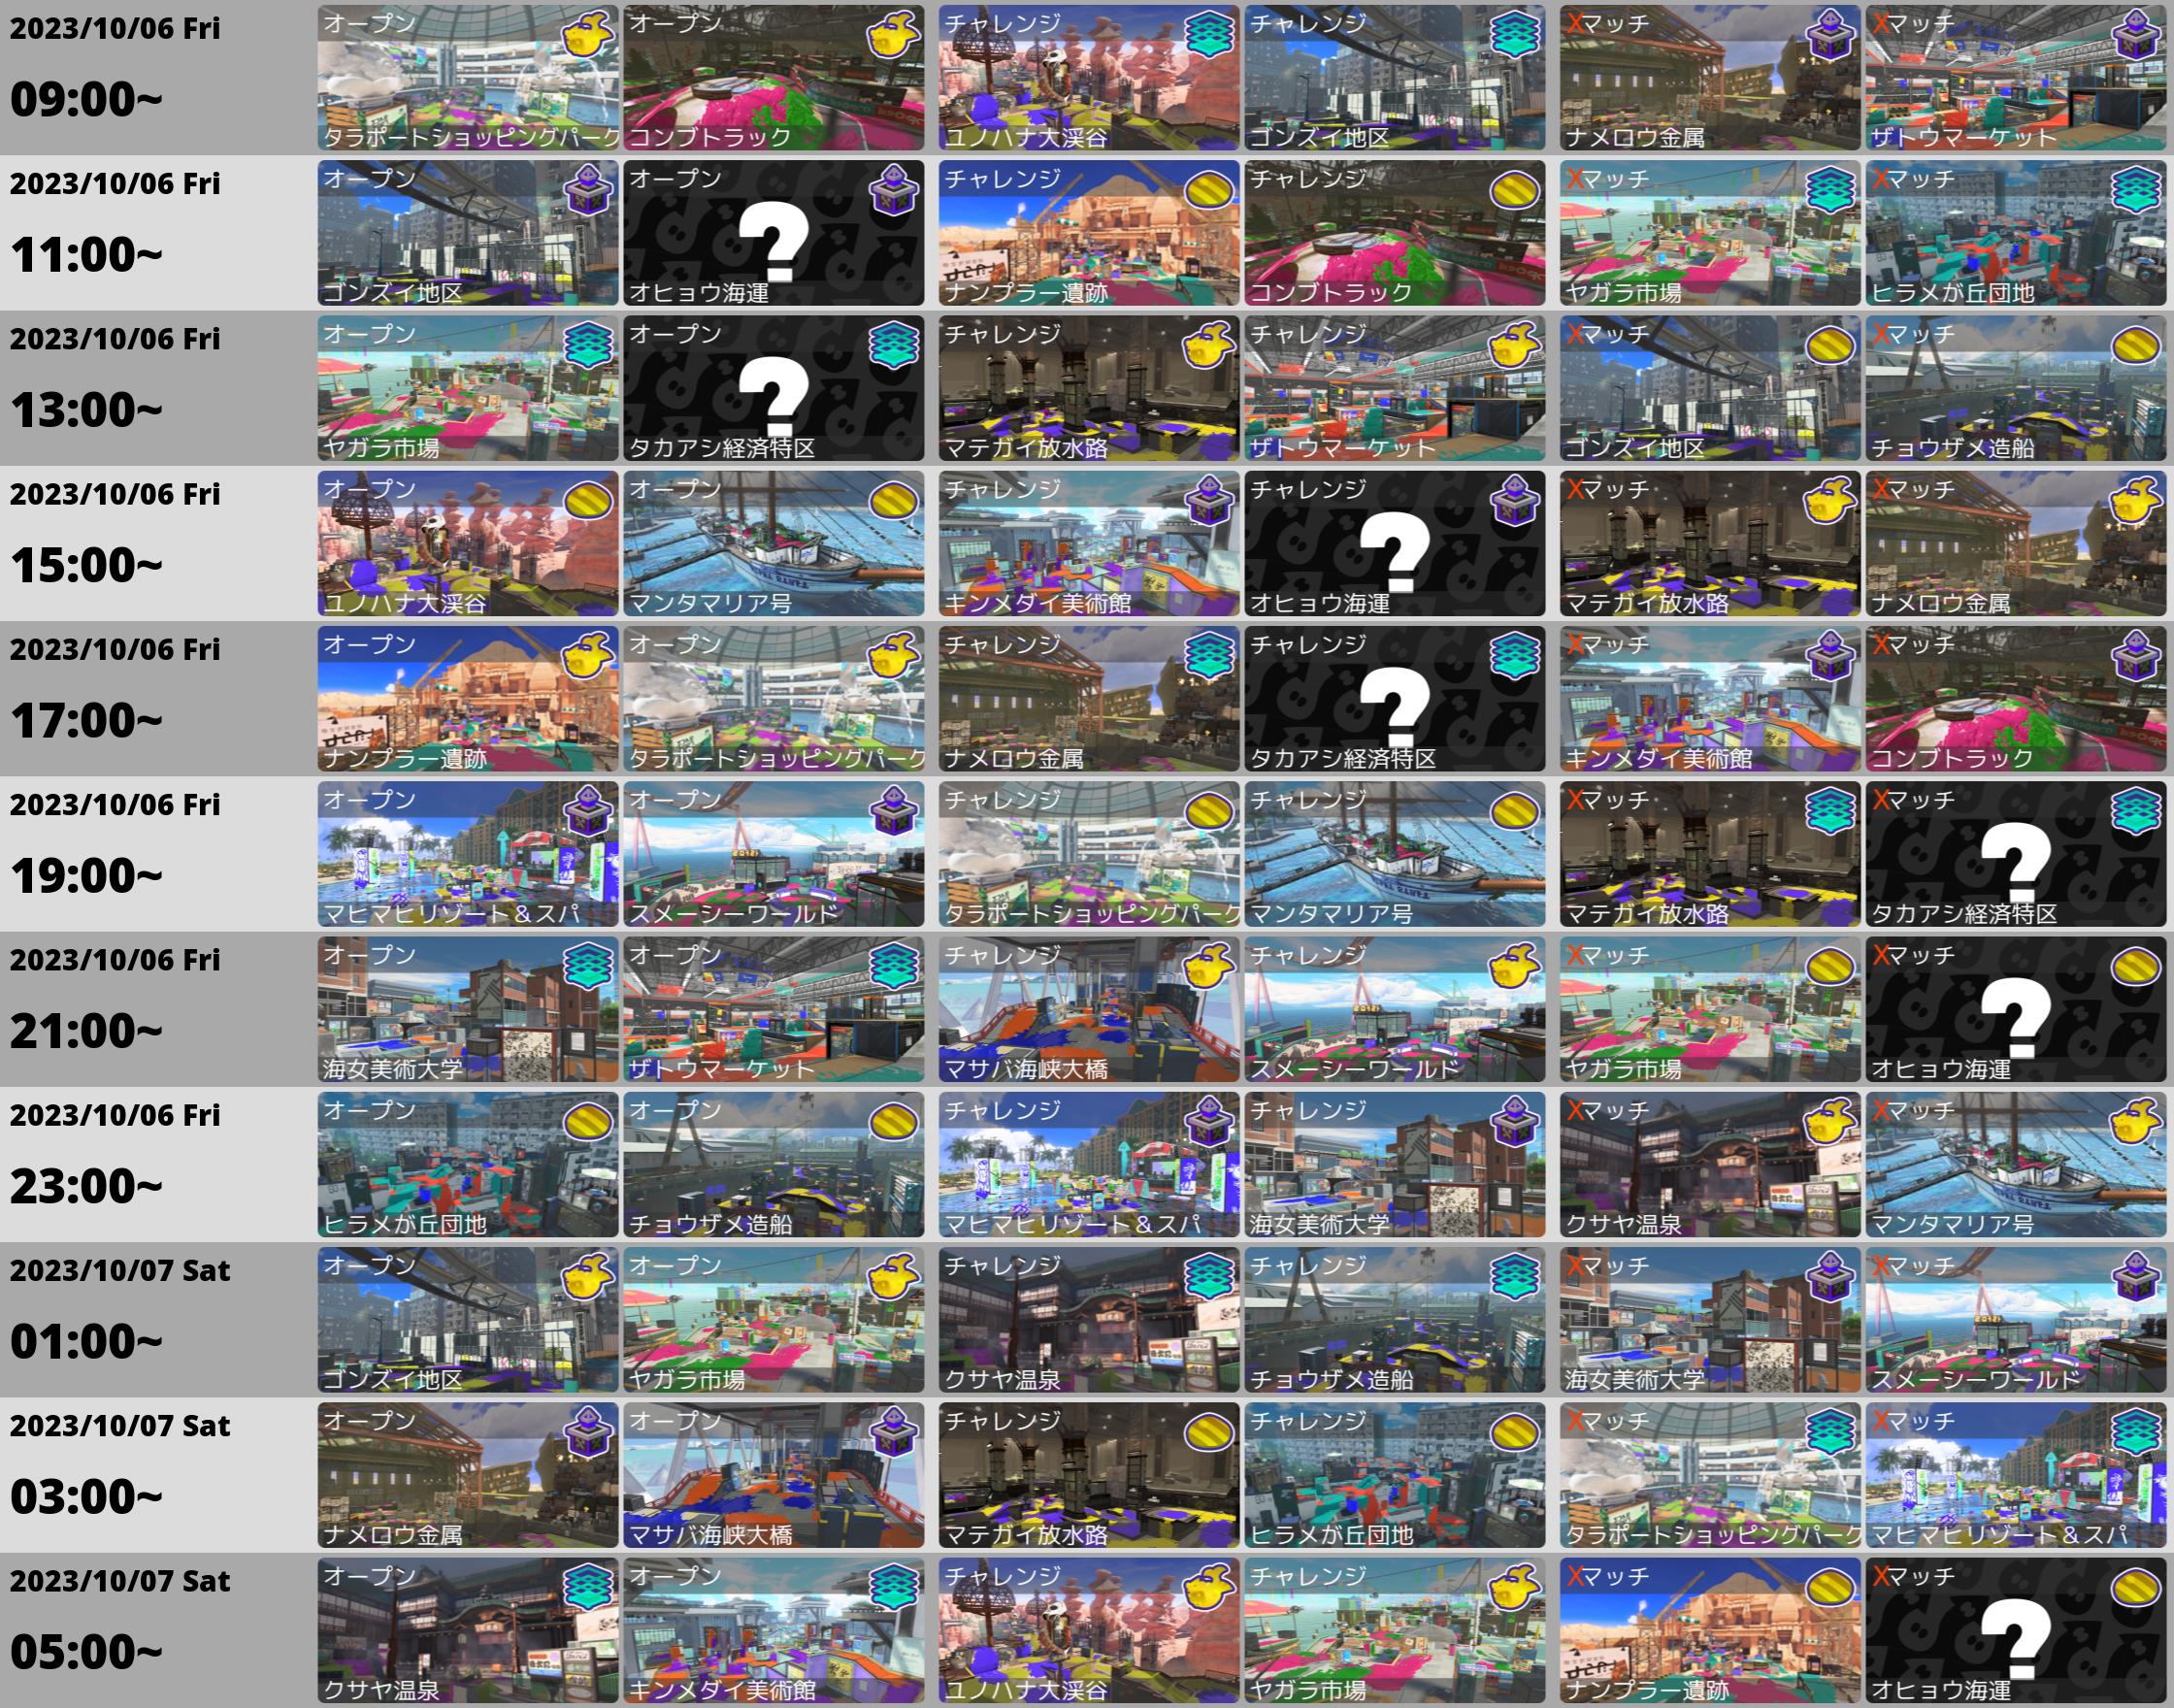 2023/10/06 Fri
09:00~
オープン
タラポートショッピングパーク
オープン
コンブトラック
チャレンジ
ユノハナ大渓谷
チャレンジ
ゴンズイ地区
Xマッチ
ナメロウ金属
Xマッチ
ザトウマーケット
2023/10/06 Fri
11:00~
オープン
ゴンズイ地区
オープン
?
オヒョウ海運
チャレンジ
ナンプラー遺跡
チャレンジ
コンブトラック
Xマッチ
ヤガラ市場
Xマッチ
ヒラメが丘団地
2023/10/06 Fri
13:00~
オープン
ヤガラ市場
オープン
?
タカアシ経済特区
チャレンジ
マテガイ放水路
チャレンジ
ザトウマーケット
Xマッチ
ゴンズイ地区
Xマッチ
チョウザメ造船
2023/10/06 Fri
15:00~
オープン
ユノハナ大渓谷
オープン
マンタマリア号
チャレンジ
キンメダイ美術館
チャレンジ
?
オヒョウ海運
Xマッチ
マテガイ放水路
Xマッチ
ナメロウ金属
2023/10/06 Fri
17:00~
オープン
ナンプラー遺跡
オープン
タラポートショッピングパーク
チャレンジ
ナメロウ金属
チャレンジ
?
タカアシ経済特区
Xマッチ
キンメダイ美術館
Xマッチ
コンブトラック
2023/10/06 Fri
19:00~
オープン
マヒマヒリゾート&スパ
オープン
スメーシーワールド
チャレンジ
タラポートショッピングパーク
チャレンジ
マンタマリア号
Xマッチ
マテガイ放水路
Xマッチ
?
タカアシ経済特区
2023/10/06 Fri
21:00~
オープン
海女美術大学
オープン
ザトウマーケット
チャレンジ
マサバ海峡大橋
チャレンジ
スメーシーワールド
Xマッチ
ヤガラ市場
Xマッチ
?
オヒョウ海運
2023/10/06 Fri
23:00~
オープン
ヒラメが丘団地
オープン
チョウザメ造船
チャレンジ
マヒマヒリゾート&スパ
チャレンジ
海女美術大学
Xマッチ
クサヤ温泉
Xマッチ
マンタマリア号
2023/10/07 Sat
01:00~
オープン
ゴンズイ地区
オープン
ヤガラ市場
チャレンジ
クサヤ温泉
チャレンジ
チョウザメ造船
Xマッチ
海女美術大学
Xマッチ
スメーシーワールド
2023/10/07 Sat
03:00~
オープン
ナメロウ金属
オープン
マサバ海峡大橋
チャレンジ
マテガイ放水路
チャレンジ
ヒラメが丘団地
Xマッチ
タラポートショッピングパーク
Xマッチ
マヒマヒリゾート&スパ
2023/10/07 Sat
05:00~
オープン
クサヤ温泉
オープン
キンメダイ美術館
チャレンジ
ユノハナ大渓谷
チャレンジ
ヤガラ市場
Xマッチ
ナンプラー遺跡
Xマッチ
?
オヒョウ海運